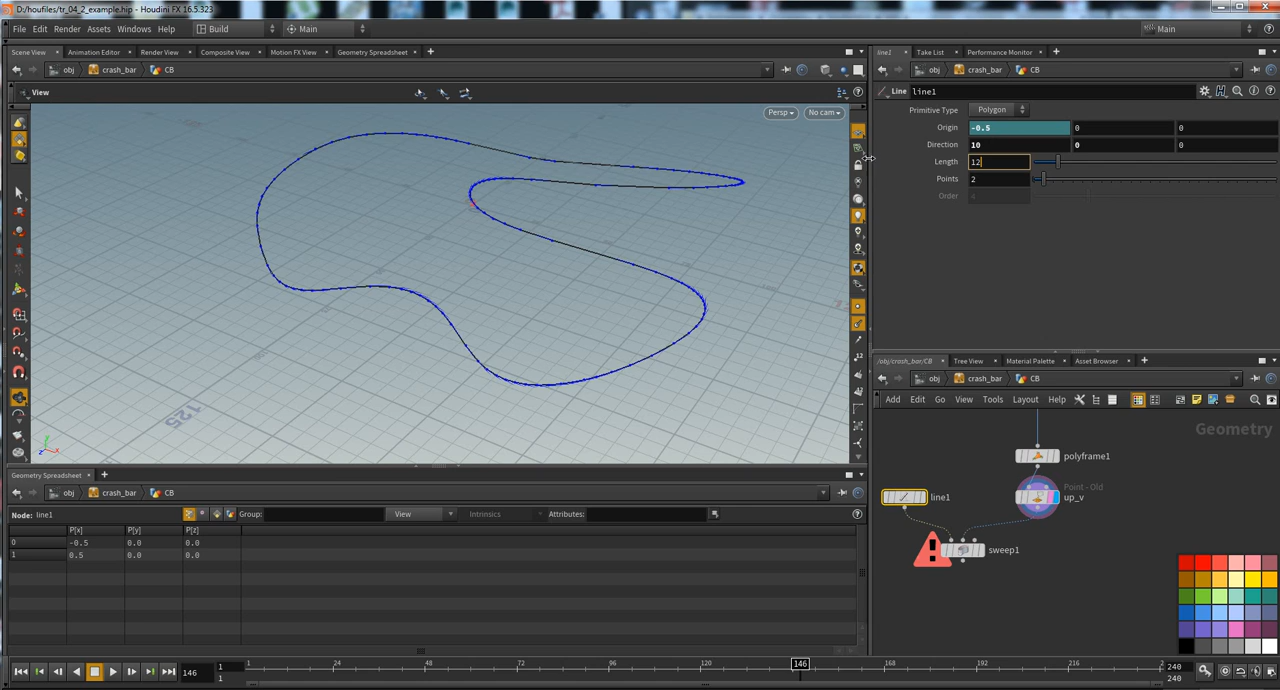 D:/houfiles/tr_04_2_example.hip - Houdini FX 16.5.323
File Edit Render Assets Windows Help Build Main Main
Scene View Animation Editor Render View Composite View Motion FX View Geometry Spreadsheet
obj crash_bar CB
View
Persp No cam
125
line1 Take List Performance Monitor
obj crash_bar CB
Line line1
Primitive Type Polygon
Origin -0.5 0 0
Direction 10 0 0
Length 12
Points 2
Order 4
/obj/crash_bar/CB Tree View Material Palette Asset Browser
obj crash_bar CB
Add Edit Go View Tools Layout Help
Geometry
polyframe1
Point - Old
line1 up_v
sweep1
Geometry Spreadsheet
obj crash_bar CB
Node: line1 Group: View Intrinsics Attributes:
P[x] P[y] P[z]
0 -0.5 0.0 0.0
1 0.5 0.0 0.0
146 1 1 24 48 72 96 120 146 168 192 216 240
1 240